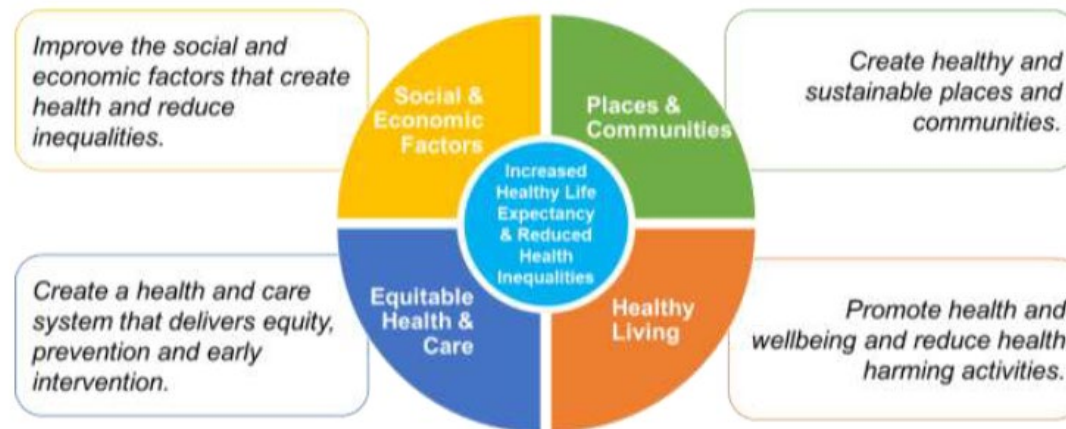 Improve the social and
economic factors that create
health and reduce
inequalities.
Social &
Economic
Factors
Places &
Communities
Create healthy and
sustainable places and
communities.
Increased
Healthy Life
Expectancy
& Reduced
Health
Inequalities
Create a health and care
system that delivers equity,
prevention and early
intervention.
Equitable
Health &
Care
Healthy
Living
Promote health and
wellbeing and reduce health
harming activities.